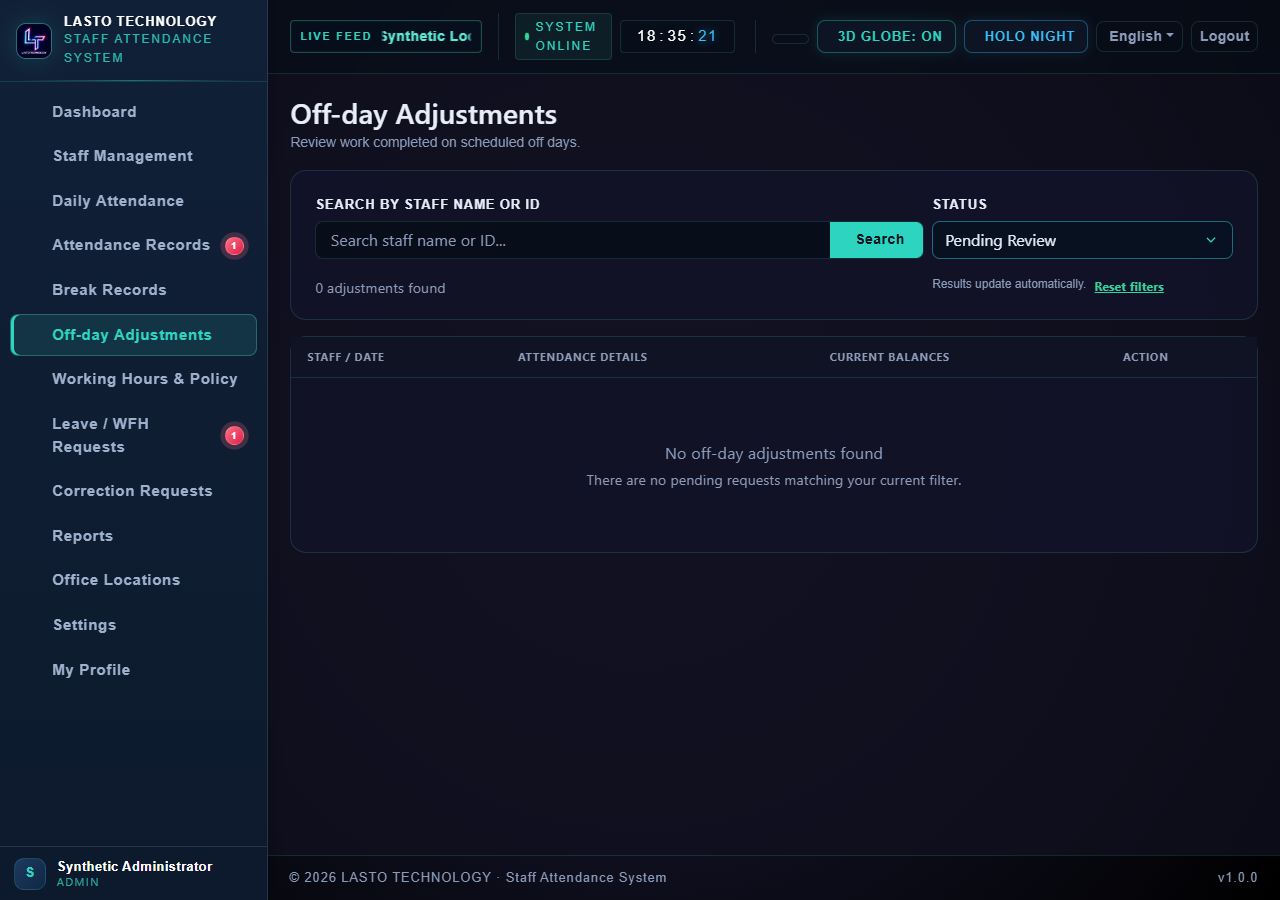 LASTO TECHNOLOGY
STAFF ATTENDANCE
SYSTEM
Dashboard
Staff Management
Daily Attendance
Attendance Records 1
Break Records
Off-day Adjustments
Working Hours & Policy
Leave / WFH
Requests 1
Correction Requests
Reports
Office Locations
Settings
My Profile
S Synthetic Administrator
ADMIN
LIVE FEED Synthetic
SYSTEM
ONLINE
18:35:21
3D GLOBE: ON
HOLO NIGHT
English
Logout
Off-day Adjustments
Review work completed on scheduled off days.
SEARCH BY STAFF NAME OR ID
Search staff name or ID...
Search
STATUS
Pending Review
0 adjustments found
Results update automatically. Reset filters
STAFF / DATE ATTENDANCE DETAILS CURRENT BALANCES ACTION
No off-day adjustments found
There are no pending requests matching your current filter.
© 2026 LASTO TECHNOLOGY · Staff Attendance System
v1.0.0